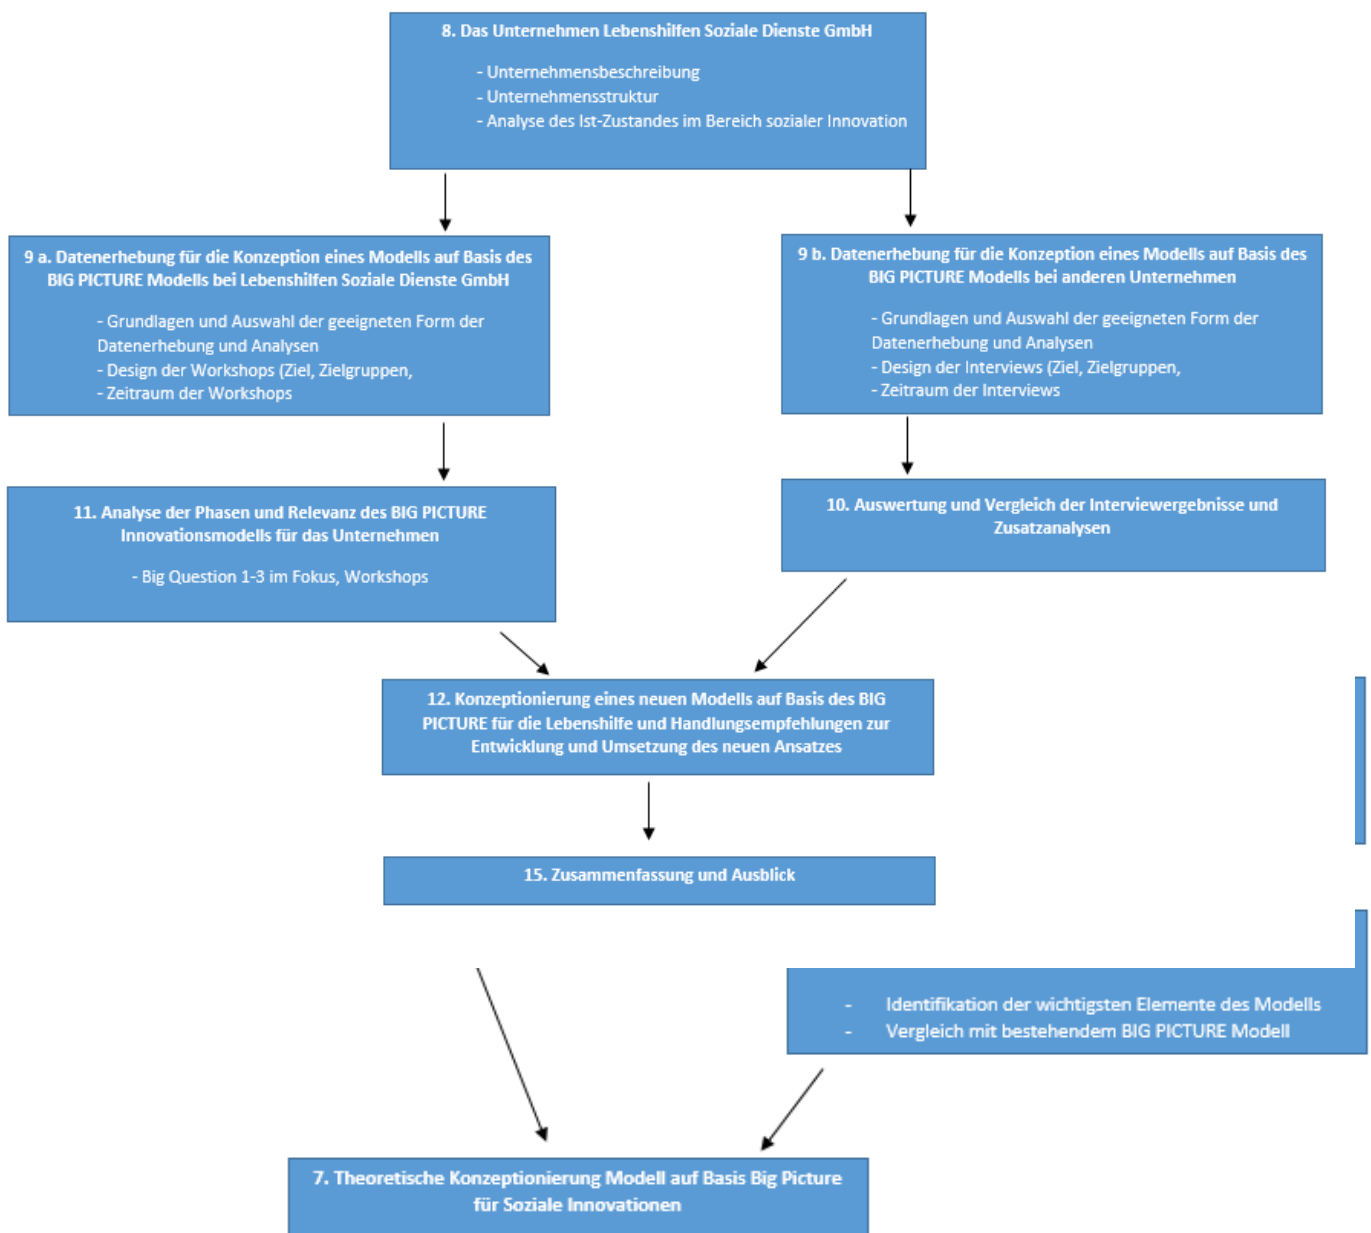 8. Das Unternehmen Lebenshilfen Soziale Dienste GmbH
- Unternehmensbeschreibung
- Unternehmensstruktur
- Analyse des Ist-Zustandes im Bereich sozialer Innovation
9 a. Datenerhebung für die Konzeption eines Modells auf Basis des
BIG PICTURE Modells bei Lebenshilfen Soziale Dienste GmbH
- Grundlagen und Auswahl der geeigneten Form der
Datenerhebung und Analysen
- Design der Workshops (Ziel, Zielgruppen,
- Zeitraum der Workshops
9 b. Datenerhebung für die Konzeption eines Modells auf Basis des
BIG PICTURE Modells bei anderen Unternehmen
- Grundlagen und Auswahl der geeigneten Form der
Datenerhebung und Analysen
- Design der Interviews (Ziel, Zielgruppen,
- Zeitraum der Interviews
11. Analyse der Phasen und Relevanz des BIG PICTURE
Innovationsmodells für das Unternehmen
- Big Question 1-3 im Fokus, Workshops
10. Auswertung und Vergleich der Interviewergebnisse und
Zusatzanalysen
12. Konzeptionierung eines neuen Modells auf Basis des BIG
PICTURE für die Lebenshilfe und Handlungsempfehlungen zur
Entwicklung und Umsetzung des neuen Ansatzes
15. Zusammenfassung und Ausblick
- Identifikation der wichtigsten Elemente des Modells
- Vergleich mit bestehendem BIG PICTURE Modell
7. Theoretische Konzeptionierung Modell auf Basis Big Picture
für Soziale Innovationen